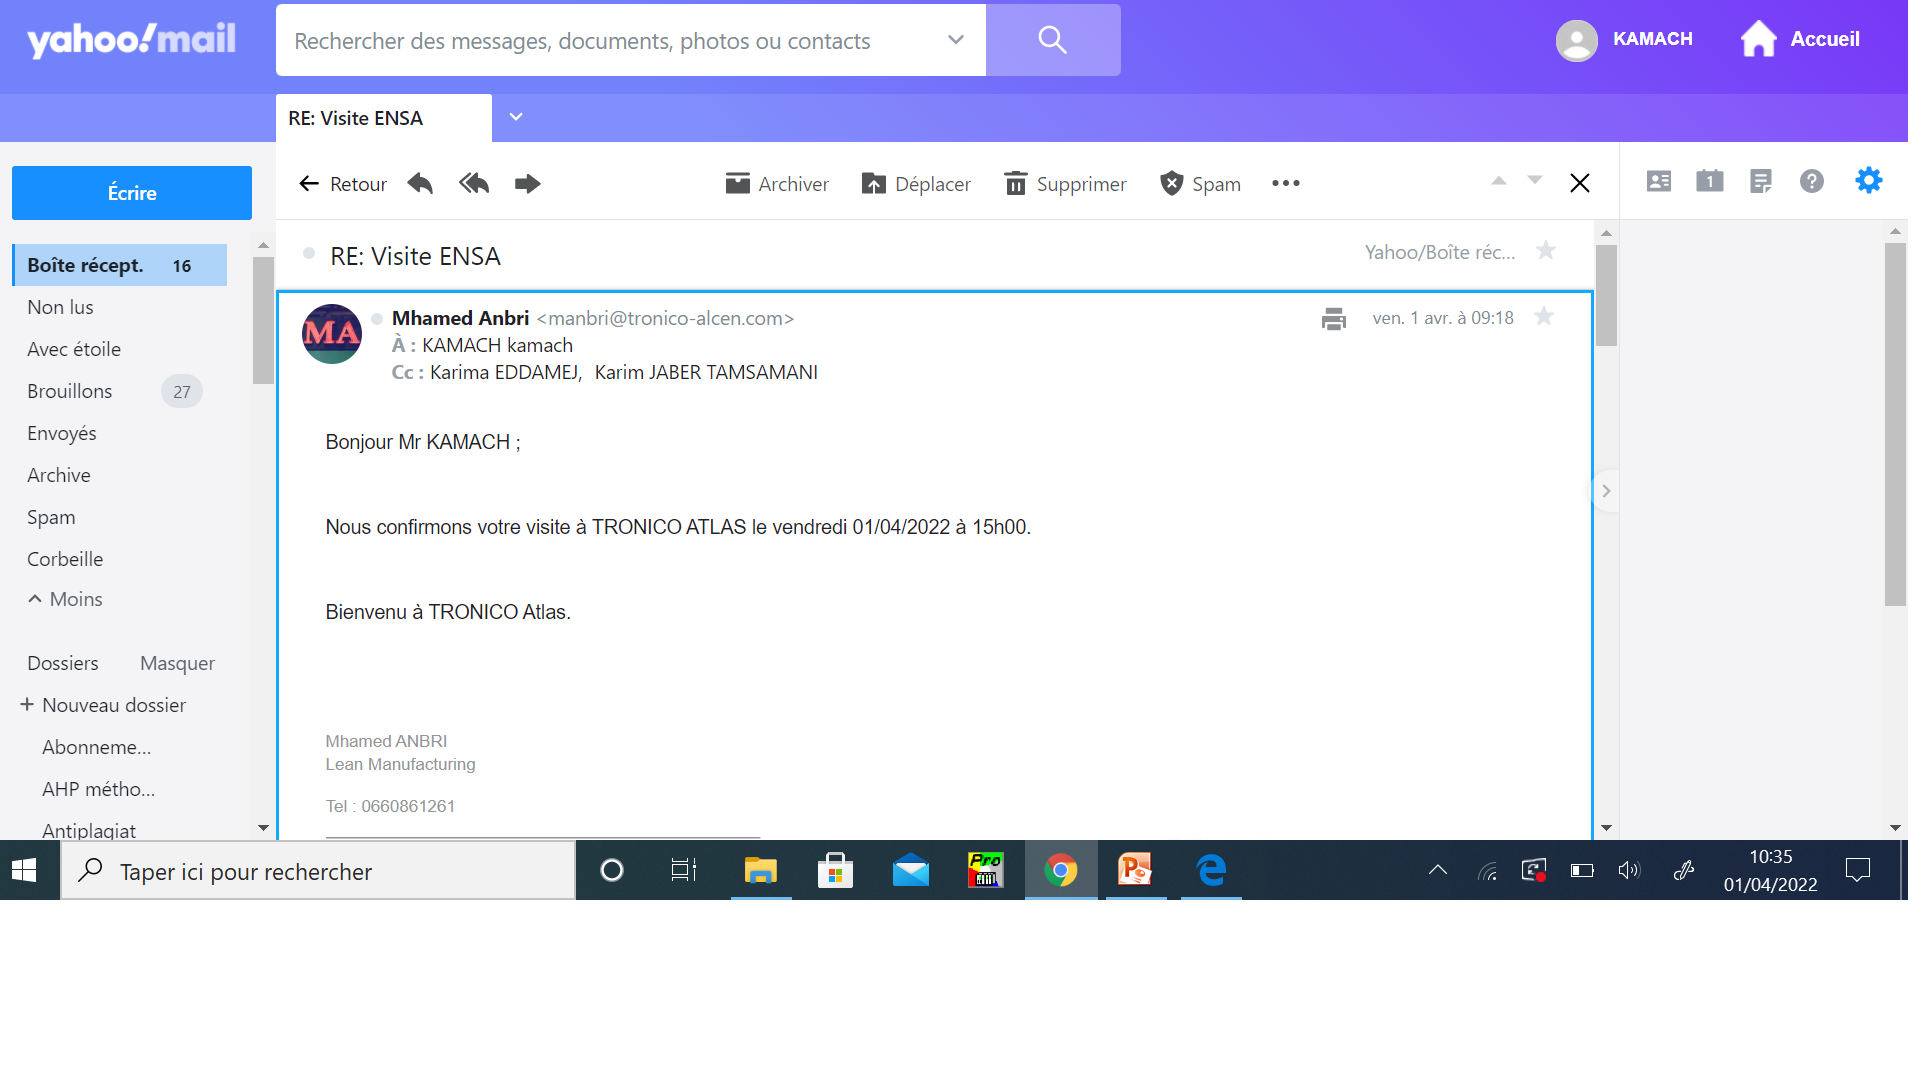 yahoo!mail
Rechercher des messages, documents, photos ou contacts
KAMACH
Accueil
RE: Visite ENSA
Écrire
Retour
Archiver
Déplacer
Supprimer
Spam
1
Boîte récept. 16
Non lus
Avec étoile
Brouillons 27
Envoyés
Archive
Spam
Corbeille
Moins
Dossiers Masquer
+ Nouveau dossier
Abonneme...
AHP métho...
Antiplagiat
RE: Visite ENSA
Yahoo/Boîte réc...
MA
Mhamed Anbri <manbri@tronico-alcen.com>
ven. 1 avr. à 09:18
À : KAMACH kamach
Cc : Karima EDDAMEJ, Karim JABER TAMSAMANI
Bonjour Mr KAMACH ;
Nous confirmons votre visite à TRONICO ATLAS le vendredi 01/04/2022 à 15h00.
Bienvenu à TRONICO Atlas.
Mhamed ANBRI
Lean Manufacturing
Tel : 0660861261
Taper ici pour rechercher
Pro
10:35
01/04/2022